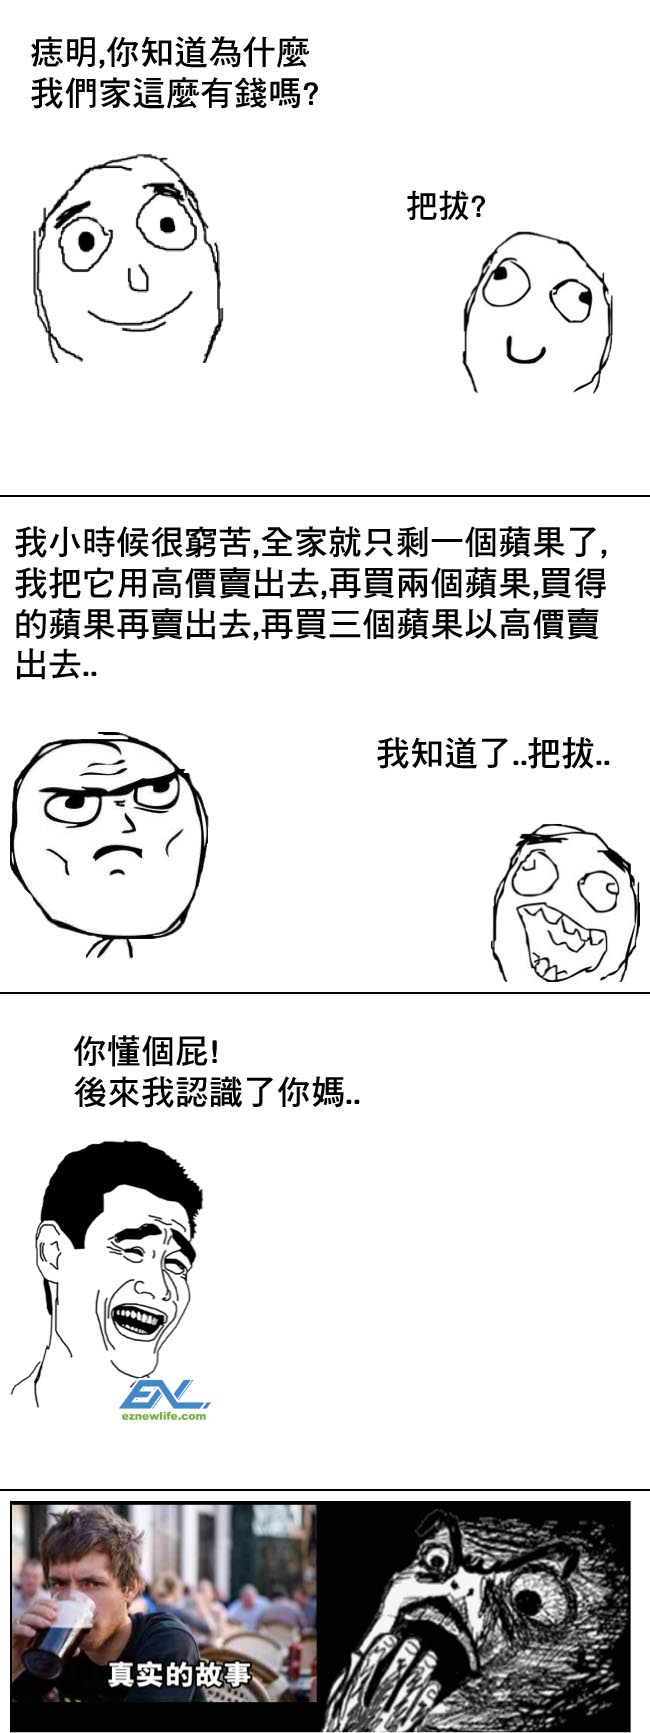 痣明,你知道為什麼
我們家這麼有錢嗎?
把拔?
我小時候很窮苦,全家就只剩一個蘋果了,
我把它用高價賣出去,再買兩個蘋果,買得
的蘋果再賣出去,再買三個蘋果以高價賣
出去..
我知道了..把拔..
你懂個屁!
後來我認識了你媽..
ENL.
eznewlife.com
真实的故事